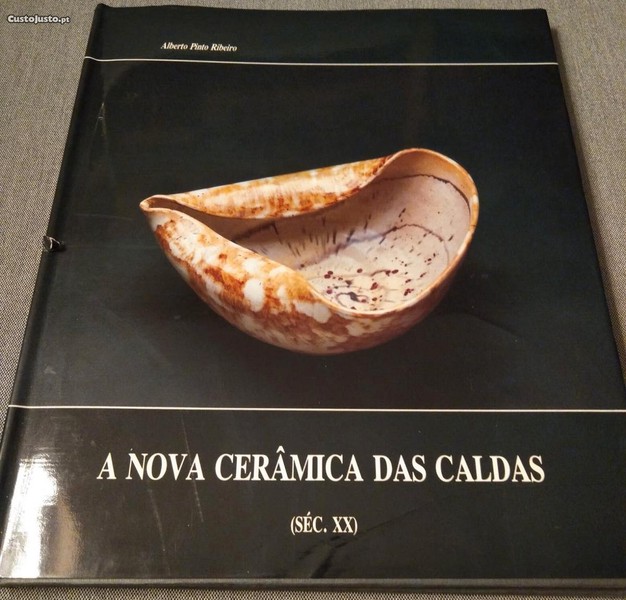 CustoJusto.pt
Alberto Pinto Ribeiro
A NOVA CERÂMICA DAS CALDAS
(SÉC. XX)